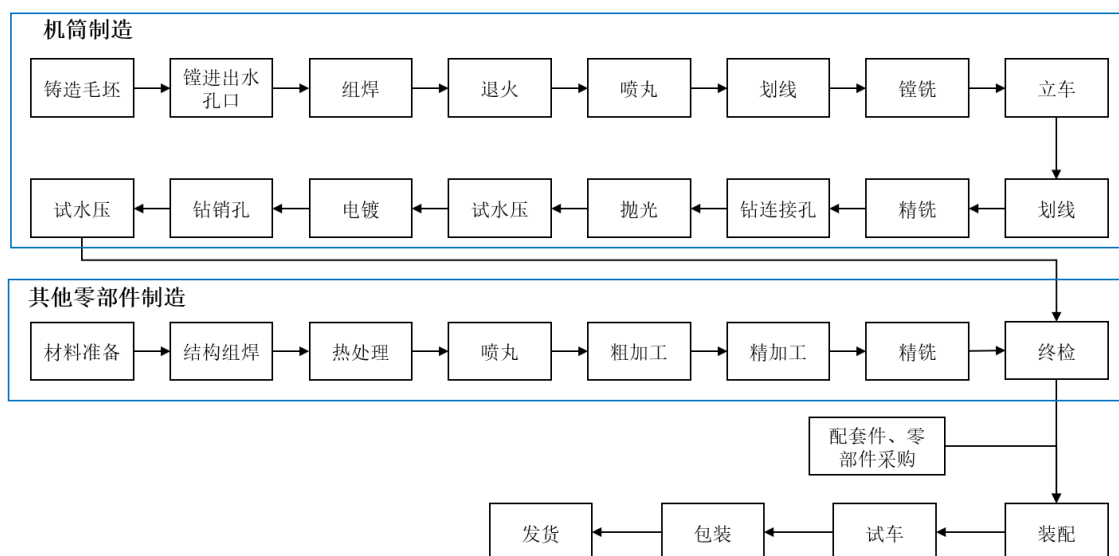 机筒制造
铸造毛坯
镗进出水
孔口
组焊
退火
喷丸
划线
镗铣
立车
试水压
钻销孔
电镀
试水压
抛光
钻连接孔
精铣
划线
其他零部件制造
材料准备
结构组焊
热处理
喷丸
粗加工
精加工
精铣
终检
配套件、零
部件采购
发货
包装
试车
装配